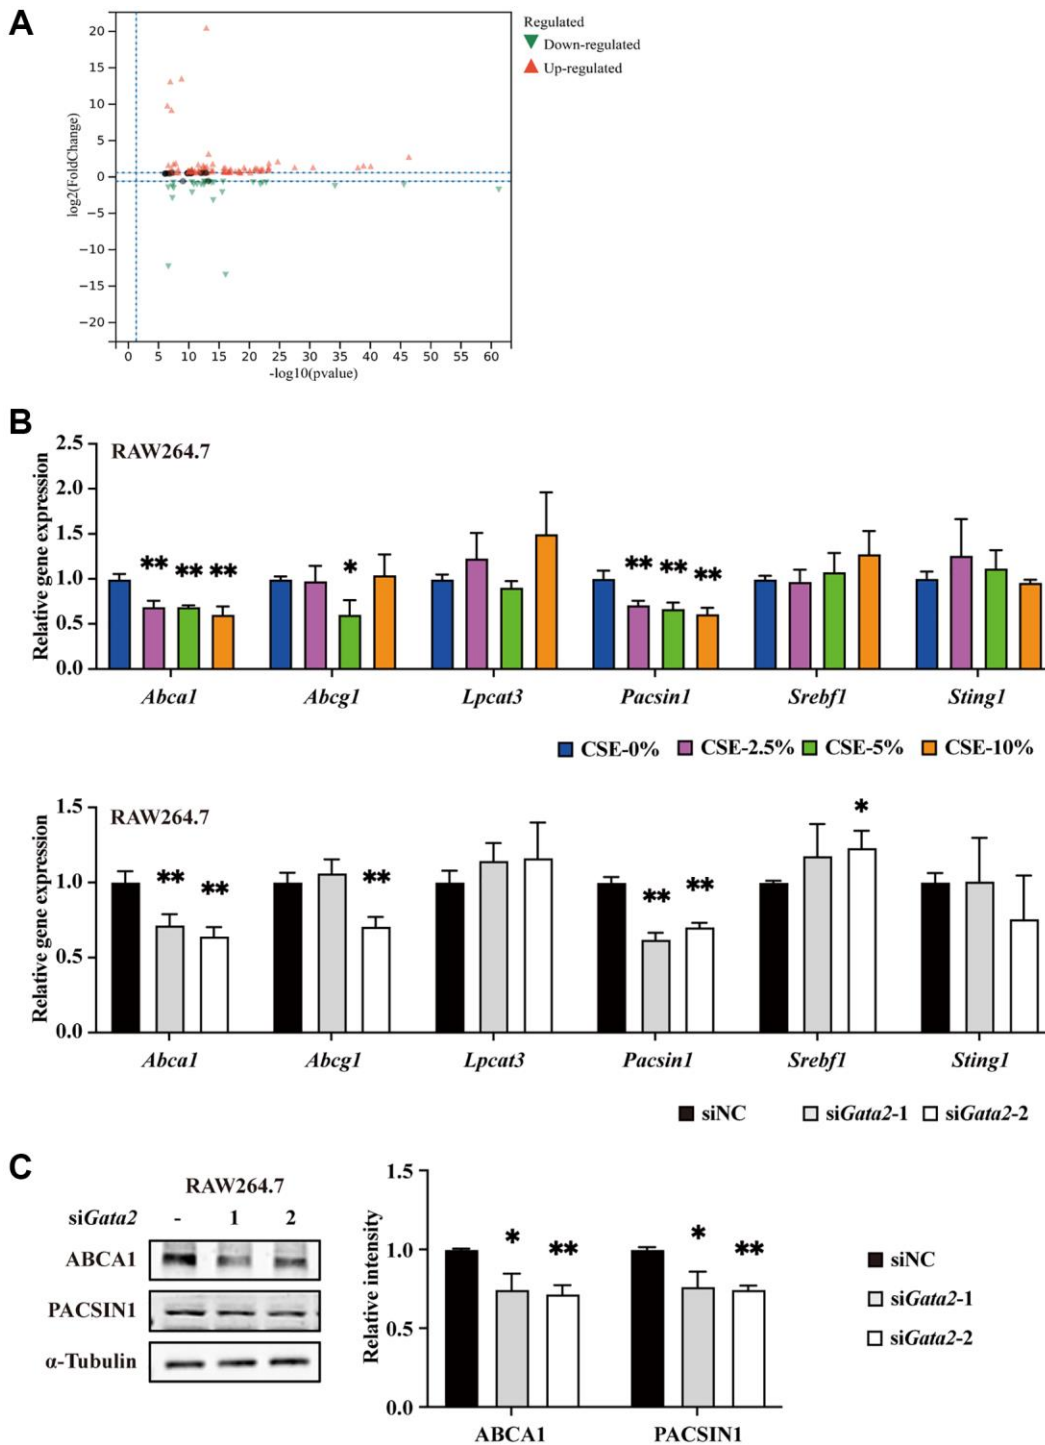 A
Regulated
Down-regulated
Up-regulated
log2(FoldChange)
20
15
10
5
0
−5
−10
−15
−20
0 5 10 15 20 25 30 35 40 45 50 55 60
-log10(pvalue)
B
RAW264.7
Relative gene expression
2.5
2.0
1.5
1.0
0.5
0.0
** ** ** * ** ** **
Abca1 Abcg1 Lpcat3 Pacsin1 Srebf1 Sting1
CSE-0% CSE-2.5% CSE-5% CSE-10%
RAW264.7
Relative gene expression
1.5
1.0
0.5
0.0
** ** ** ** ** *
Abca1 Abcg1 Lpcat3 Pacsin1 Srebf1 Sting1
siNC siGata2-1 siGata2-2
C
RAW264.7
siGata2 - 1 2
ABCA1
PACSIN1
α-Tubulin
Relative intensity
1.5
1.0
0.5
0.0
* ** * **
ABCA1 PACSIN1
siNC
siGata2-1
siGata2-2